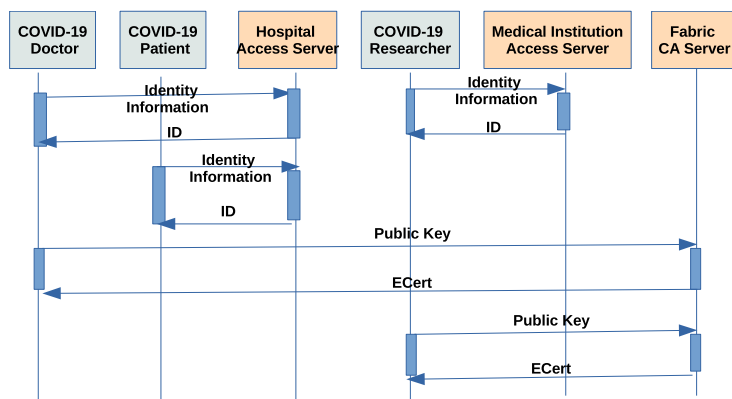 COVID-19
Doctor
COVID-19
Patient
Hospital
Access Server
COVID-19
Researcher
Medical Institution
Access Server
Fabric
CA Server
Identity
Information
ID
Identity
Information
ID
Identity
Information
ID
Public Key
ECert
Public Key
ECert